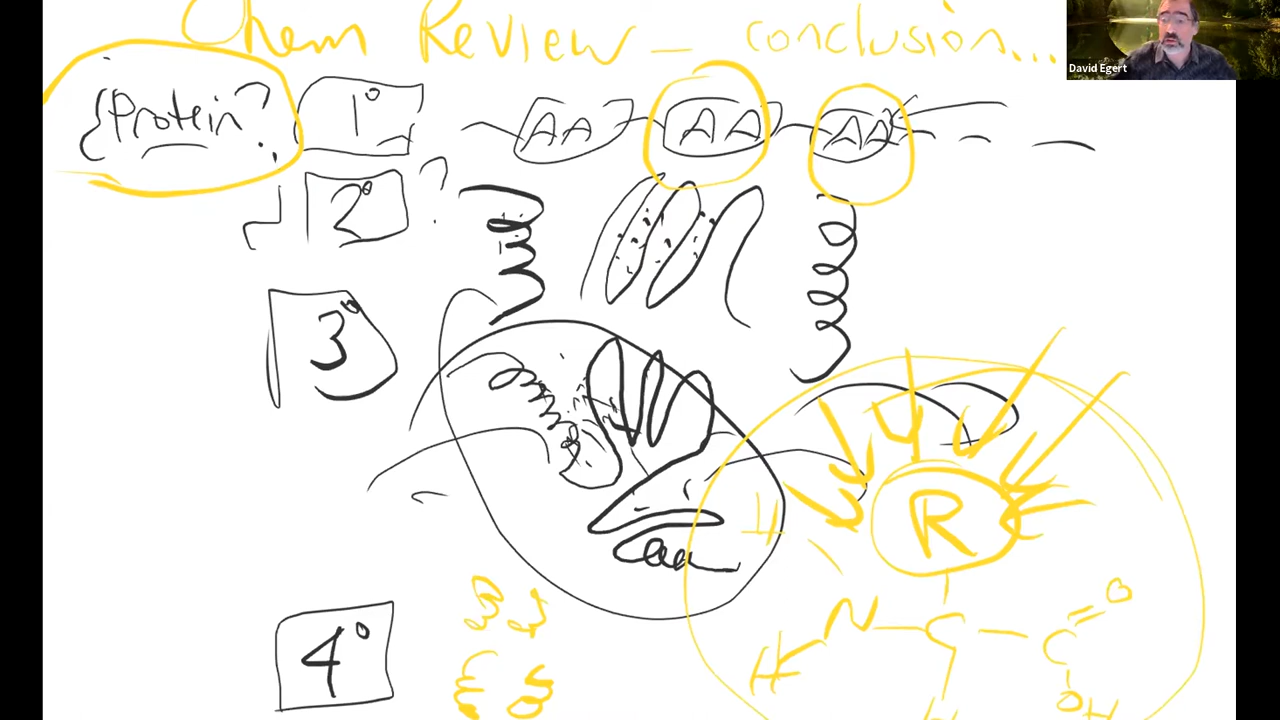 Chem Review - conclusion...
David Egert
{Protein?
1° AA AA AA
2° ?
3°
R
H
4°
H N C C O
OH
H